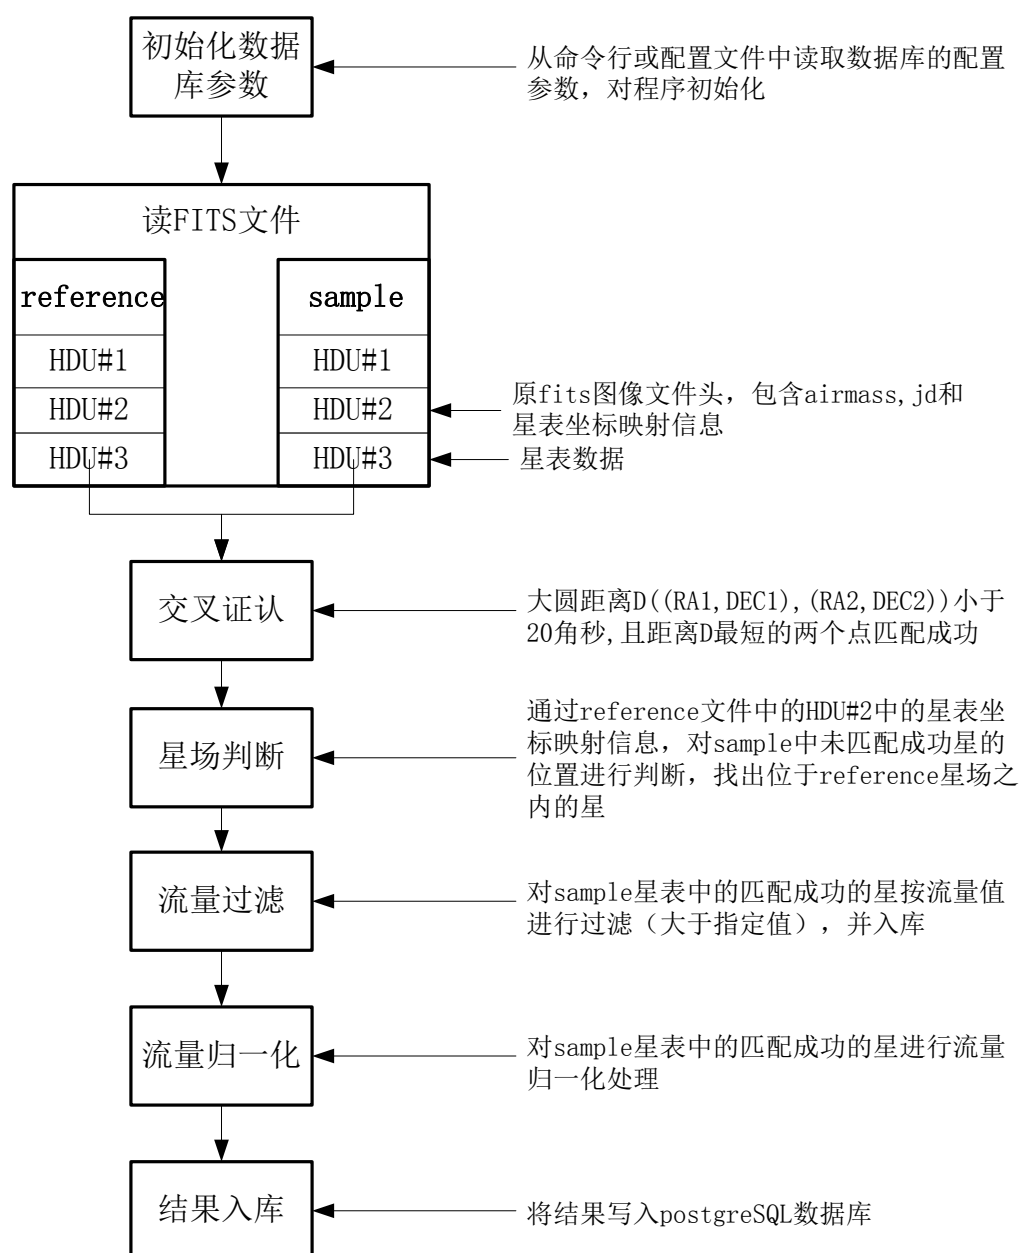 初始化数据
库参数
从命令行或配置文件中读取数据库的配置
参数，对程序初始化
读FITS文件
reference
sample
HDU#1
HDU#1
HDU#2
HDU#2
原fits图像文件头，包含airmass,jd和
星表坐标映射信息
HDU#3
HDU#3
星表数据
交叉证认
大圆距离D((RA1,DEC1),(RA2,DEC2))小于
20角秒,且距离D最短的两个点匹配成功
星场判断
通过reference文件中的HDU#2中的星表坐
标映射信息，对sample中未匹配成功星的
位置进行判断，找出位于reference星场之
内的星
流量过滤
对sample星表中的匹配成功的星按流量值
进行过滤（大于指定值），并入库
流量归一化
对sample星表中的匹配成功的星进行流量
归一化处理
结果入库
将结果写入postgreSQL数据库